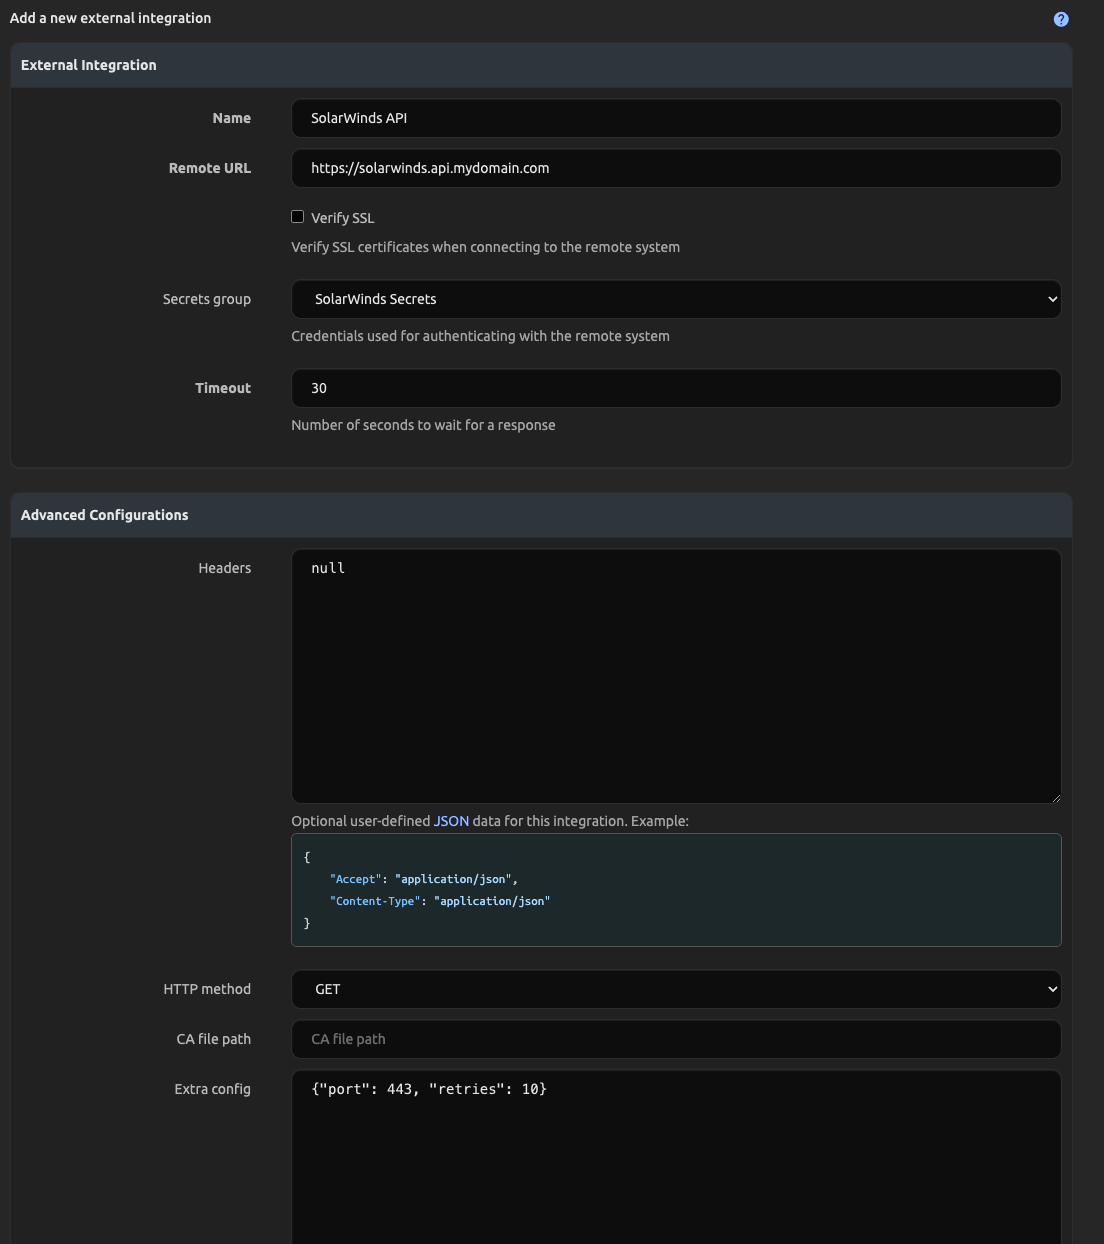 Add a new external integration
?
External Integration
Name
SolarWinds API
Remote URL
https://solarwinds.api.mydomain.com
Verify SSL
Verify SSL certificates when connecting to the remote system
Secrets group
SolarWinds Secrets
Credentials used for authenticating with the remote system
Timeout
30
Number of seconds to wait for a response
Advanced Configurations
Headers
null
Optional user-defined JSON data for this integration. Example:
{
"Accept": "application/json",
"Content-Type": "application/json"
}
HTTP method
GET
CA file path
CA file path
Extra config
{"port": 443, "retries": 10}